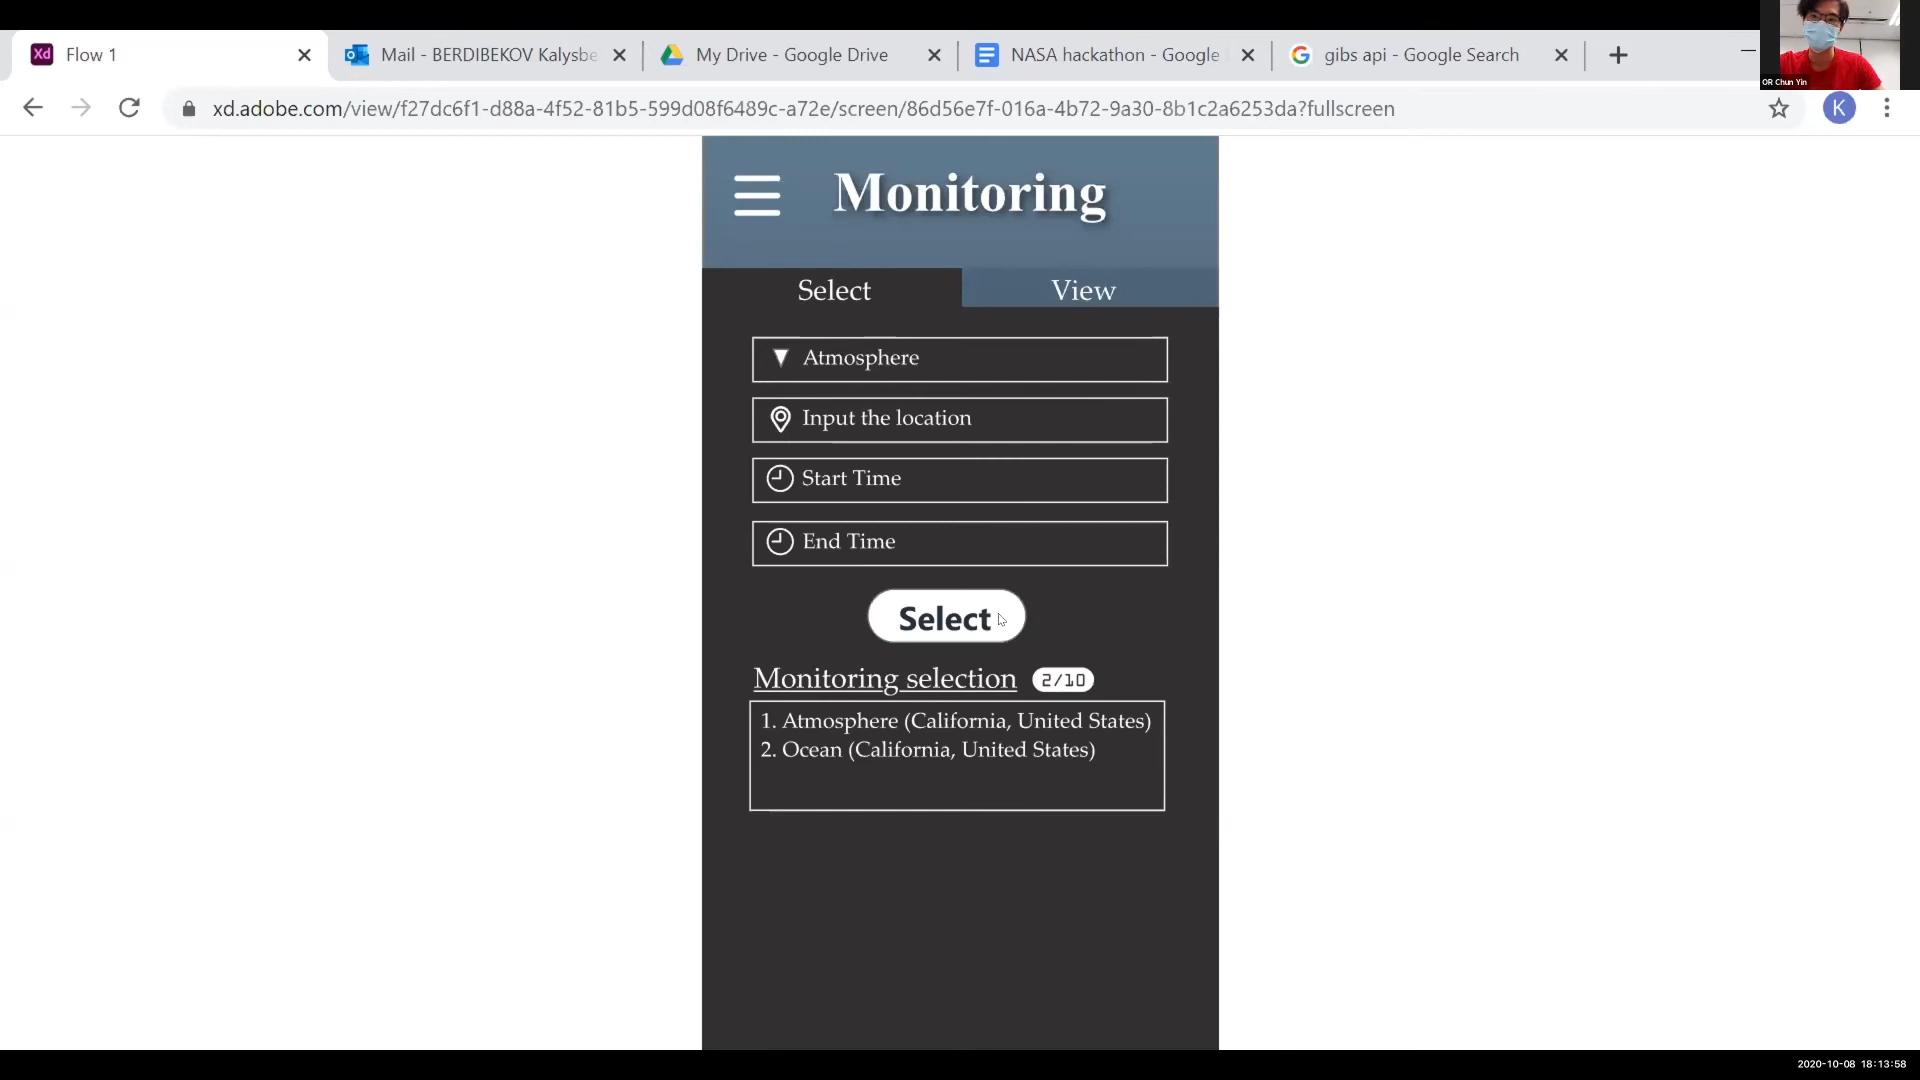 Flow 1
Mail - BERDIBEKOV Kalysbe
My Drive - Google Drive
NASA hackathon - Google
gibs api - Google Search
OR Chun Yin
xd.adobe.com/view/f27dc6f1-d88a-4f52-81b5-599d08f6489c-a72e/screen/86d56e7f-016a-4b72-9a30-8b1c2a6253da?fullscreen
K
Monitoring
Select
View
Atmosphere
Input the location
Start Time
End Time
Select
Monitoring selection 2/10
1. Atmosphere (California, United States)
2. Ocean (California, United States)
2020-10-08 18:13:58